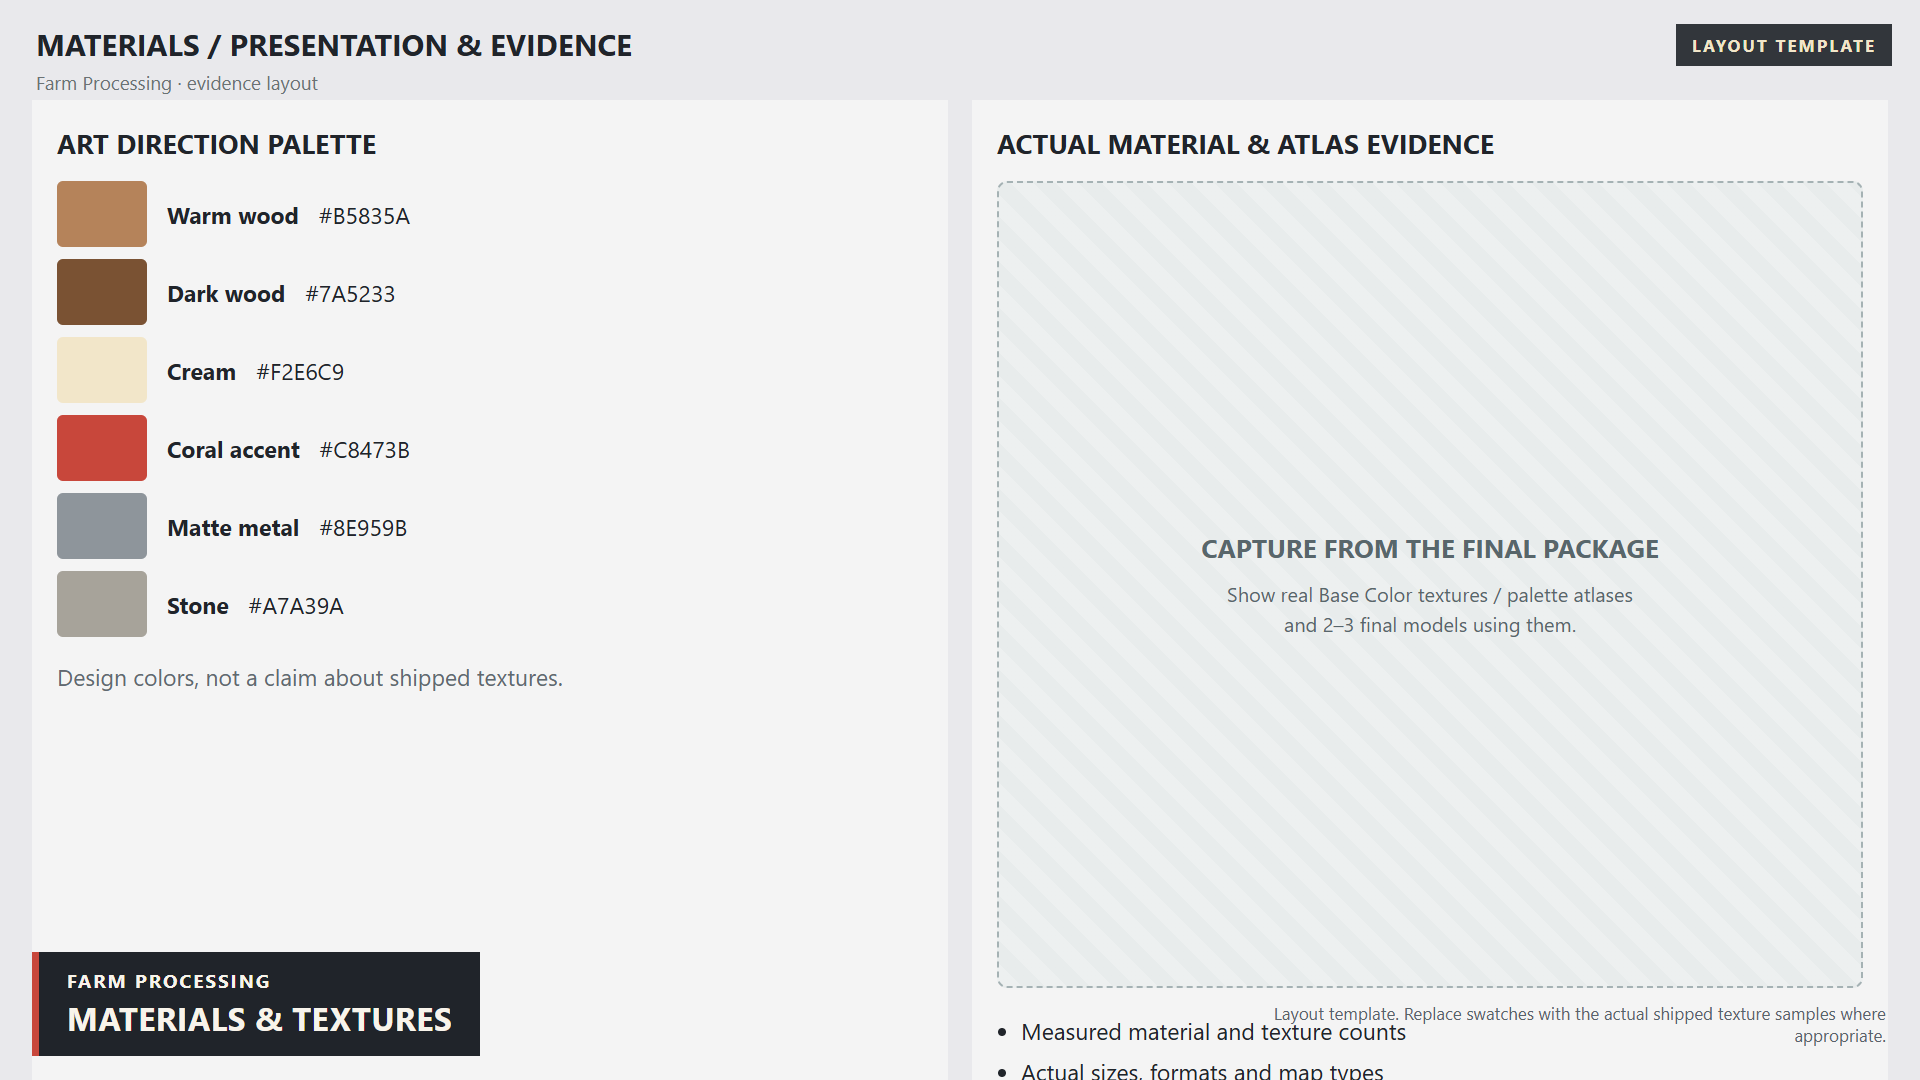 MATERIALS / PRESENTATION & EVIDENCE
Farm Processing · evidence layout
LAYOUT TEMPLATE
ART DIRECTION PALETTE
Warm wood #B5835A
Dark wood #7A5233
Cream #F2E6C9
Coral accent #C8473B
Matte metal #8E959B
Stone #A7A39A
Design colors, not a claim about shipped textures.
FARM PROCESSING
MATERIALS & TEXTURES
ACTUAL MATERIAL & ATLAS EVIDENCE
CAPTURE FROM THE FINAL PACKAGE
Show real Base Color textures / palette atlases
and 2–3 final models using them.
Layout template. Replace swatches with the actual shipped texture samples where
appropriate.
• Measured material and texture counts
• Actual sizes, formats and map types